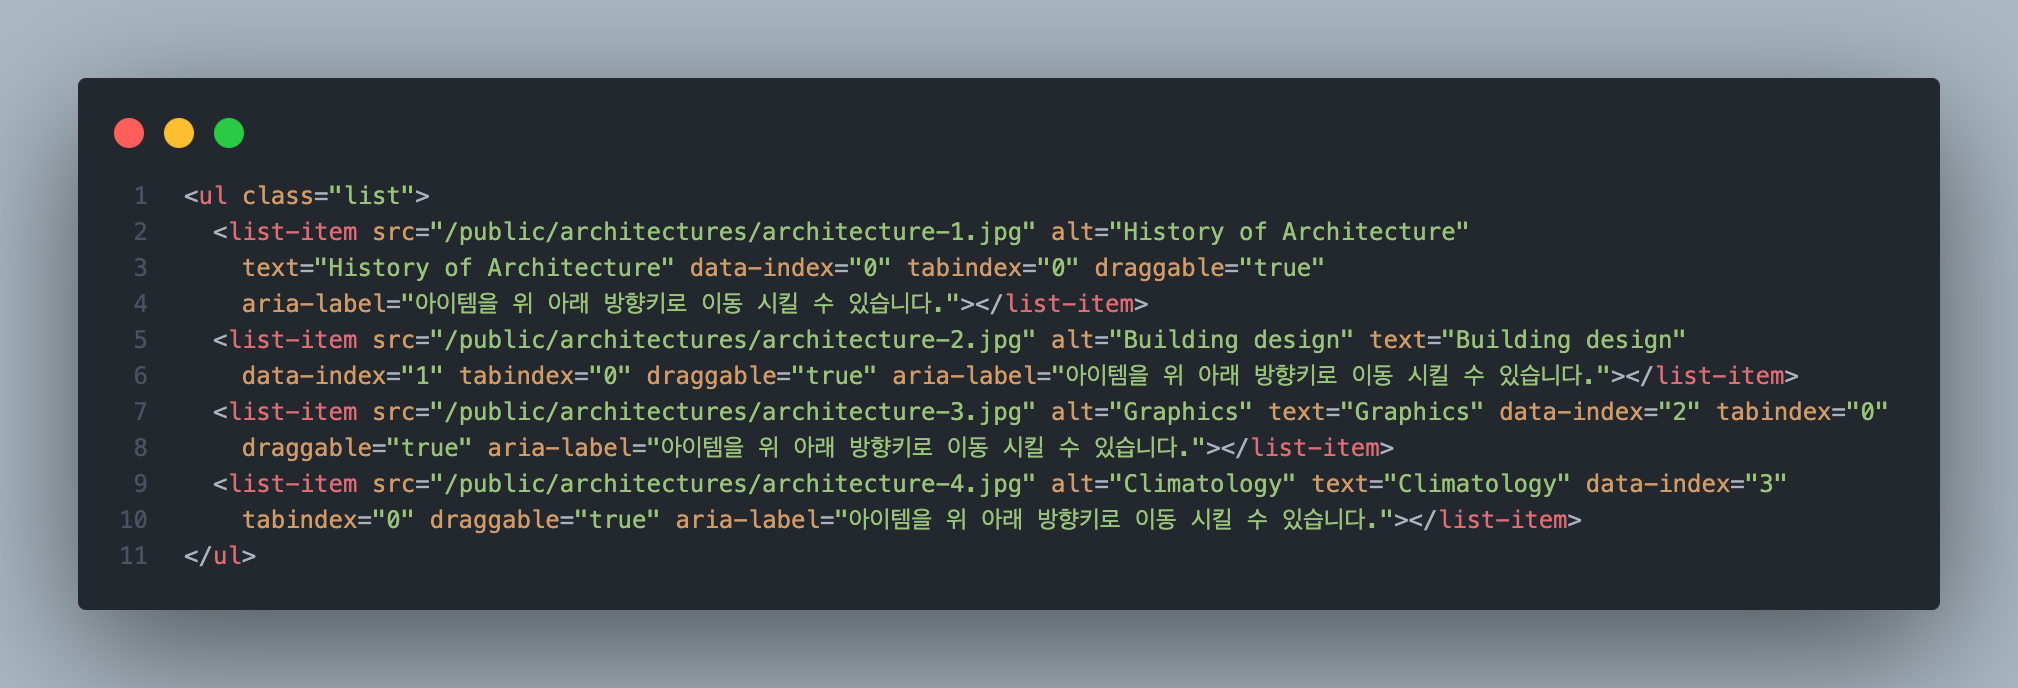 1 <ul class="list">
2 <list-item src="/public/architectures/architecture-1.jpg" alt="History of Architecture"
3 text="History of Architecture" data-index="0" tabindex="0" draggable="true"
4 aria-label="아이템을 위 아래 방향키로 이동 시킬 수 있습니다."></list-item>
5 <list-item src="/public/architectures/architecture-2.jpg" alt="Building design" text="Building design"
6 data-index="1" tabindex="0" draggable="true" aria-label="아이템을 위 아래 방향키로 이동 시킬 수 있습니다."></list-item>
7 <list-item src="/public/architectures/architecture-3.jpg" alt="Graphics" text="Graphics" data-index="2" tabindex="0"
8 draggable="true" aria-label="아이템을 위 아래 방향키로 이동 시킬 수 있습니다."></list-item>
9 <list-item src="/public/architectures/architecture-4.jpg" alt="Climatology" text="Climatology" data-index="3"
10 tabindex="0" draggable="true" aria-label="아이템을 위 아래 방향키로 이동 시킬 수 있습니다."></list-item>
11 </ul>